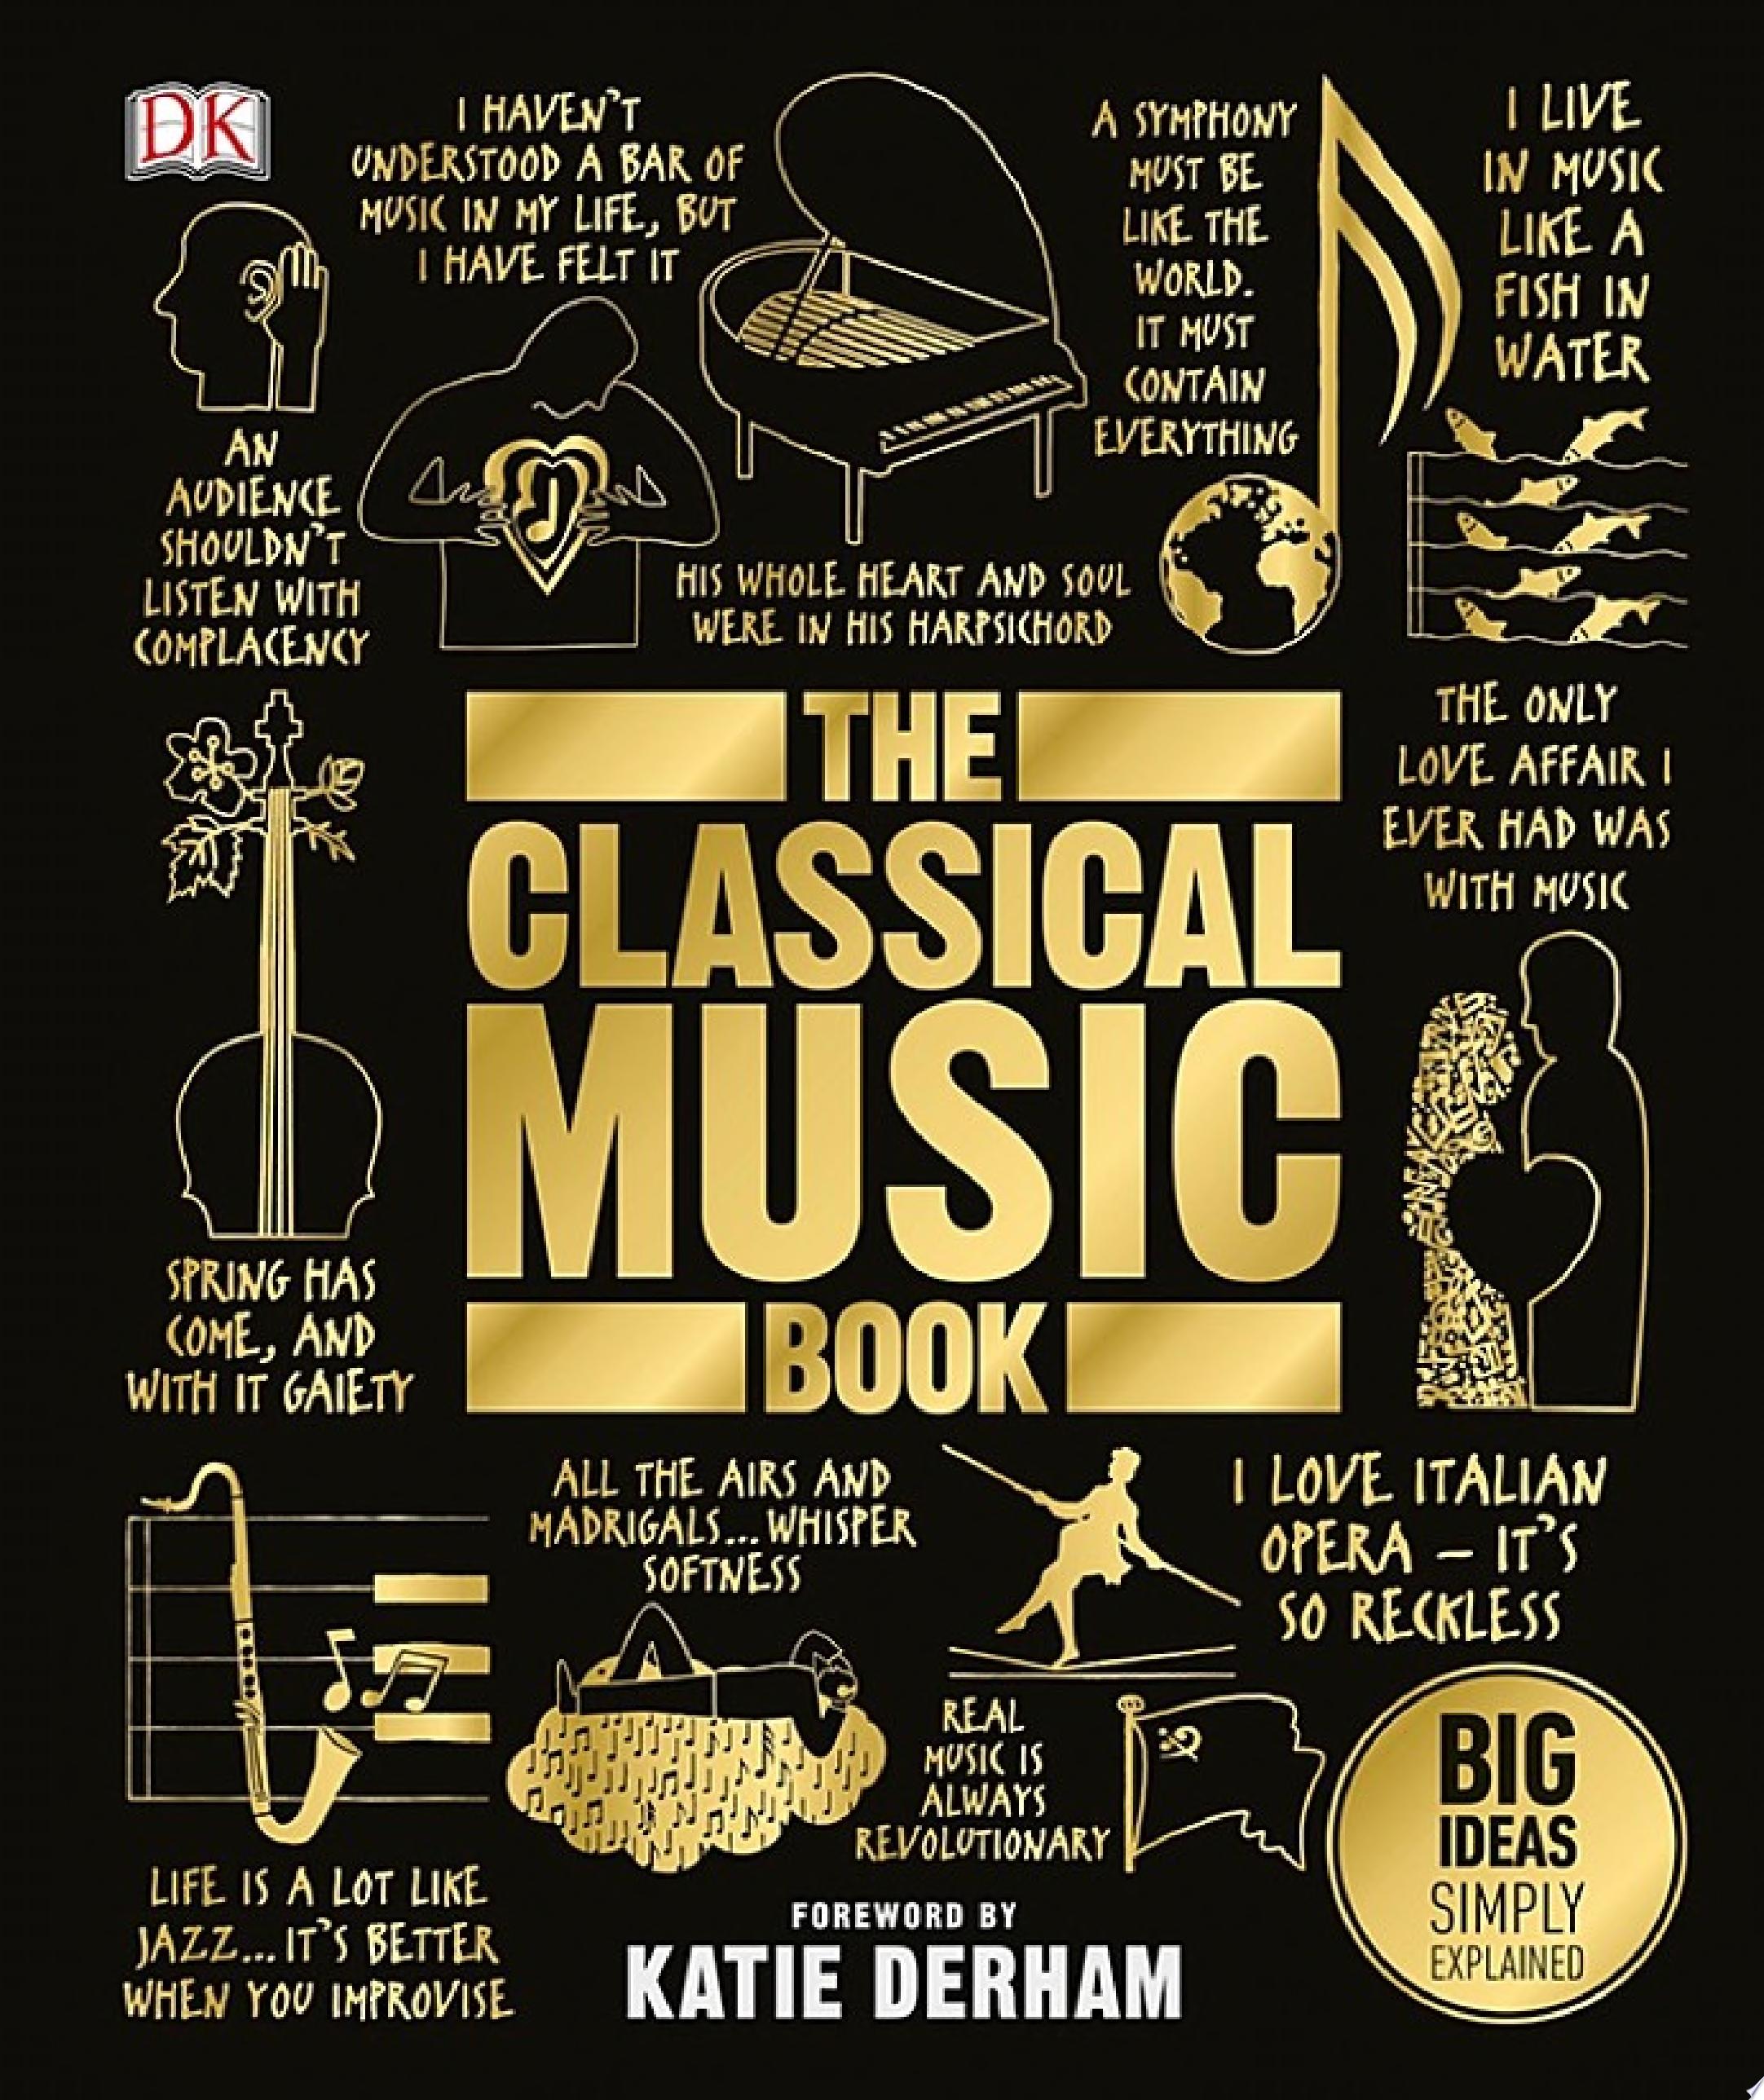 DK
I HAVEN'T
UNDERSTOOD A BAR OF
MUSIC IN MY LIFE, BUT
I HAVE FELT IT
A SYMPHONY
MUST BE
LIKE THE
WORLD.
IT MUST
CONTAIN
EVERYTHING
I LIVE
IN MUSIC
LIKE A
FISH IN
WATER
AN
AUDIENCE
SHOULDN'T
LISTEN WITH
COMPLACENCY
HIS WHOLE HEART AND SOUL
WERE IN HIS HARPSICHORD
THE
CLASSICAL
MUSIC
BOOK
THE ONLY
LOVE AFFAIR I
EVER HAD WAS
WITH MUSIC
SPRING HAS
COME, AND
WITH IT GAIETY
ALL THE AIRS AND
MADRIGALS... WHISPER
SOFTNESS
I LOVE ITALIAN
OPERA – IT'S
SO RECKLESS
REAL
MUSIC IS
ALWAYS
REVOLUTIONARY
LIFE IS A LOT LIKE
JAZZ... IT'S BETTER
WHEN YOU IMPROVISE
FOREWORD BY
KATIE DERHAM
BIG
IDEAS
SIMPLY
EXPLAINED